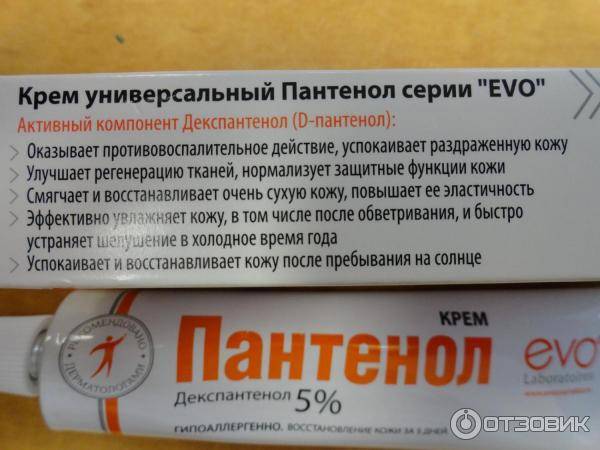 Крем универсальный Пантенол серии "EVO"
Активный компонент Декспантенол (D-пантенол):
Оказывает противовоспалительное действие, успокаивает раздраженную кожу
Улучшает регенерацию тканей, нормализует защитные функции кожи
Смягчает и восстанавливает очень сухую кожу, повышает ее эластичность
Эффективно увлажняет кожу, в том числе после обветривания, и быстро
устраняет шелушение в холодное время года
Успокаивает и восстанавливает кожу после пребывания на солнце
РЕКОМЕНДОВАНО
ДЕРМАТОЛОГАМИ
КРЕМ
Пантенол
Декспантенол 5%
ГИПОАЛЛЕРГЕННО. ВОССТАНОВЛЕНИЕ КОЖИ ЗА 3 ДНЕЙ
evo
Laboratoires
ОТЗОВИК